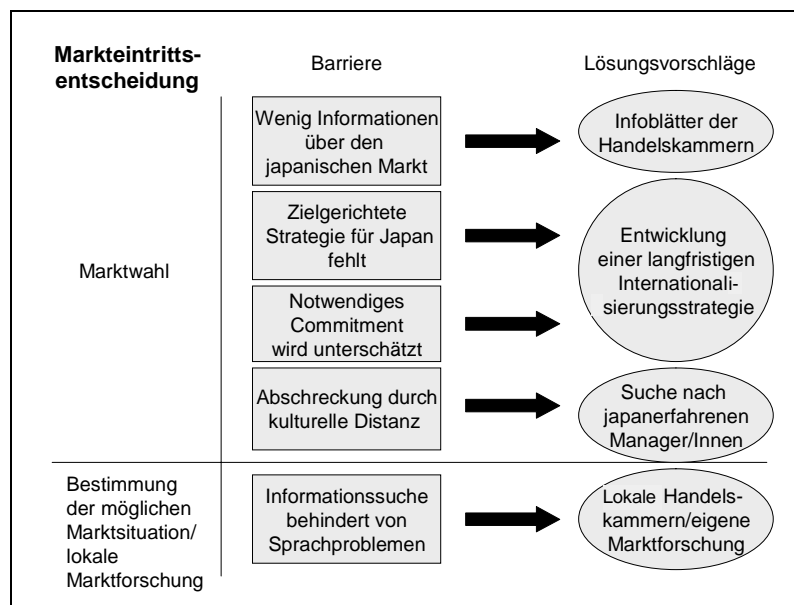 Markteintritts-
entscheidung
Barriere
Lösungsvorschläge
Marktwahl
Wenig Informationen
über den
japanischen Markt
Infoblätter der
Handelskammern
Zielgerichtete
Strategie für Japan
fehlt
Notwendiges
Commitment
wird unterschätzt
Entwicklung
einer langfristigen
Internationali-
sierungsstrategie
Abschreckung durch
kulturelle Distanz
Suche nach
japanerfahrenen
Manager/Innen
Bestimmung
der möglichen
Marktsituation/
lokale
Marktforschung
Informationssuche
behindert von
Sprachproblemen
Lokale Handels-
kammern/eigene
Marktforschung